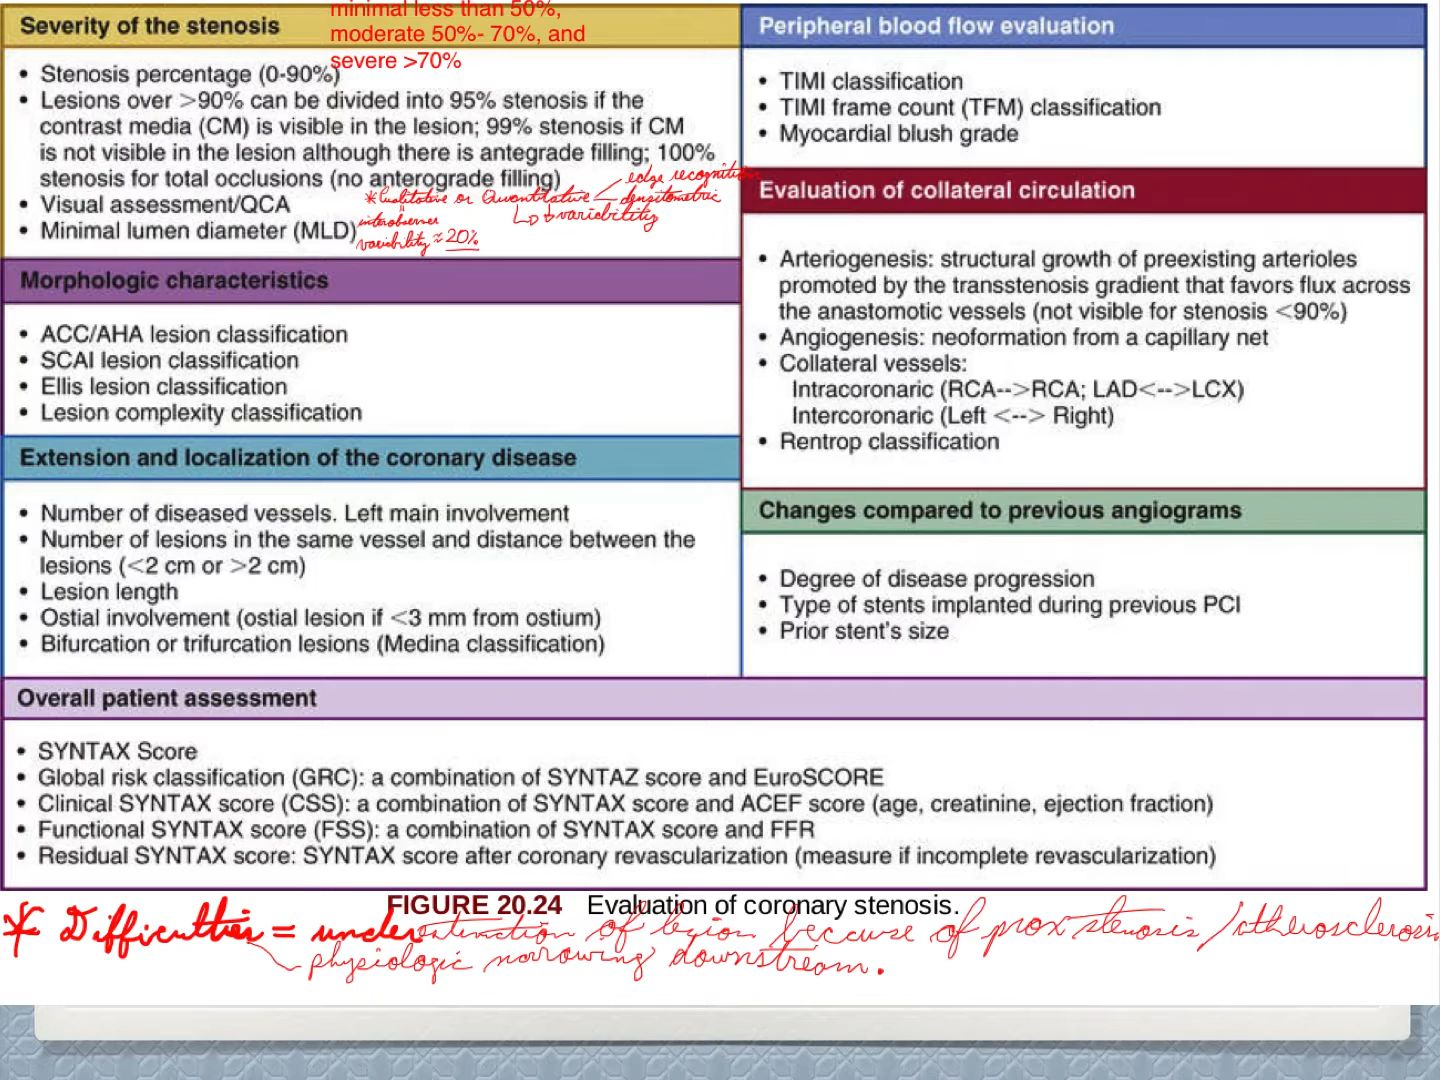 Severity of the stenosis
minimal less than 50%,
moderate 50%- 70%, and
severe >70%
• Stenosis percentage (0-90%)
• Lesions over >90% can be divided into 95% stenosis if the
contrast media (CM) is visible in the lesion; 99% stenosis if CM
is not visible in the lesion although there is antegrade filling; 100%
stenosis for total occlusions (no anterograde filling)
• Visual assessment/QCA
• Minimal lumen diameter (MLD)
*Qualitative or Quantitative
edge recognition
densitometric
↳ ↓ variability
interobserver
variability ≈ 20%
Morphologic characteristics
• ACC/AHA lesion classification
• SCAI lesion classification
• Ellis lesion classification
• Lesion complexity classification
Extension and localization of the coronary disease
• Number of diseased vessels. Left main involvement
• Number of lesions in the same vessel and distance between the
lesions (<2 cm or >2 cm)
• Lesion length
• Ostial involvement (ostial lesion if <3 mm from ostium)
• Bifurcation or trifurcation lesions (Medina classification)
Peripheral blood flow evaluation
• TIMI classification
• TIMI frame count (TFM) classification
• Myocardial blush grade
Evaluation of collateral circulation
• Arteriogenesis: structural growth of preexisting arterioles
promoted by the transstenosis gradient that favors flux across
the anastomotic vessels (not visible for stenosis <90%)
• Angiogenesis: neoformation from a capillary net
• Collateral vessels:
Intracoronaric (RCA-->RCA; LAD<-->LCX)
Intercoronaric (Left <--> Right)
• Rentrop classification
Changes compared to previous angiograms
• Degree of disease progression
• Type of stents implanted during previous PCI
• Prior stent's size
Overall patient assessment
• SYNTAX Score
• Global risk classification (GRC): a combination of SYNTAZ score and EuroSCORE
• Clinical SYNTAX score (CSS): a combination of SYNTAX score and ACEF score (age, creatinine, ejection fraction)
• Functional SYNTAX score (FSS): a combination of SYNTAX score and FFR
• Residual SYNTAX score: SYNTAX score after coronary revascularization (measure if incomplete revascularization)
FIGURE 20.24 Evaluation of coronary stenosis.
* Difficulties = under of lesion because of prox stenosis/atherosclerosis
physiologic narrowing downstream.